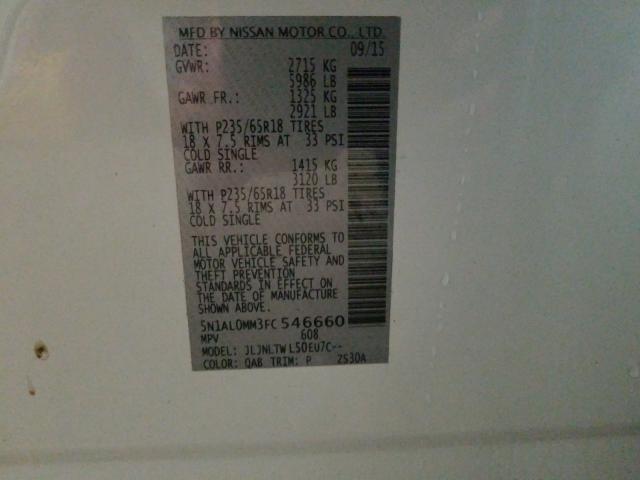 MFD BY NISSAN MOTOR CO., LTD.
DATE: 09/15
GVWR: 2715 KG
5986 LB
GAWR FR.: 1325 KG
2921 LB
WITH P235/65R18 TIRES
18 X 7.5 RIMS AT 33 PSI
COLD SINGLE
GAWR RR.: 1415 KG
3120 LB
WITH P235/65R18 TIRES
18 X 7.5 RIMS AT 33 PSI
COLD SINGLE
THIS VEHICLE CONFORMS TO
ALL APPLICABLE FEDERAL
MOTOR VEHICLE SAFETY AND
THEFT PREVENTION
STANDARDS IN EFFECT ON
THE DATE OF MANUFACTURE
SHOWN ABOVE.
5N1AL0MM3FC546660
MPV 608
MODEL: JLJNLTWL50EU7C--
COLOR: QAB TRIM: P 2S30A